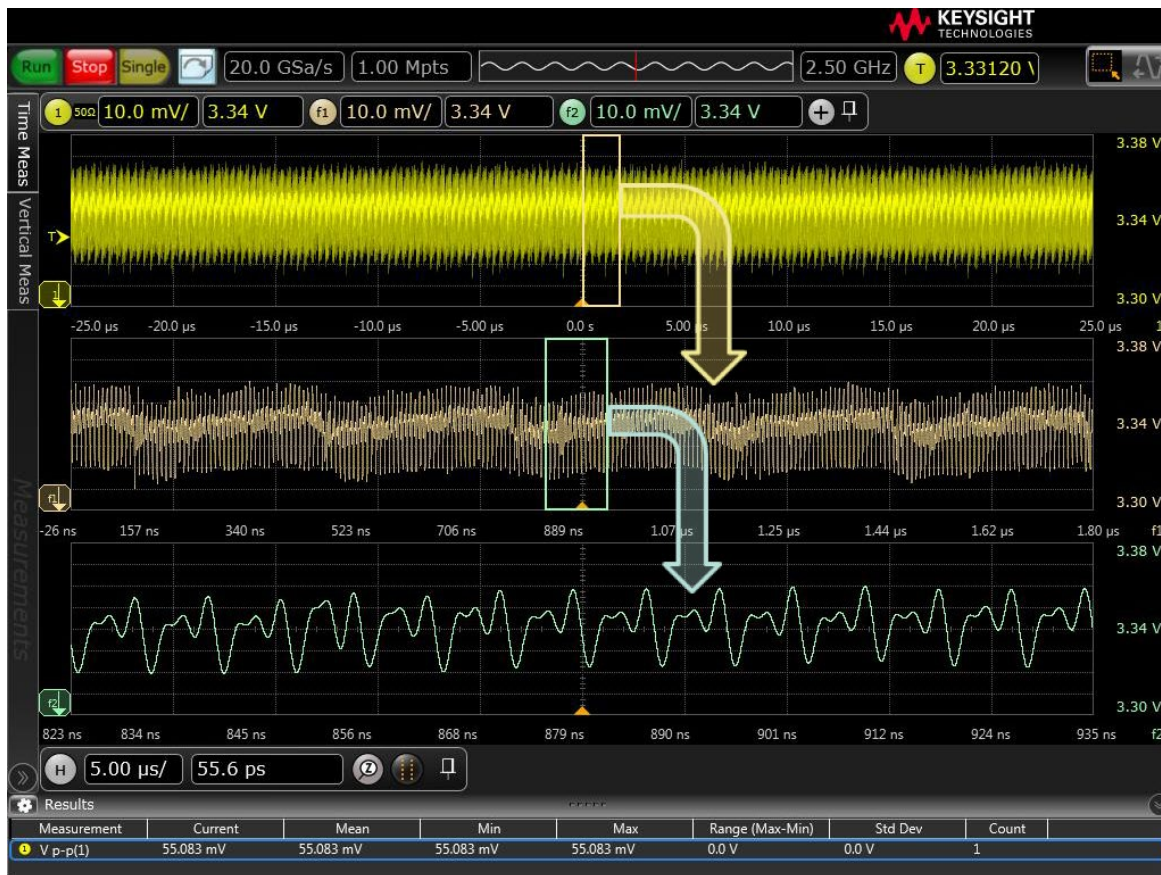 KEYSIGHT
TECHNOLOGIES
Run Stop Single 20.0 GSa/s 1.00 Mpts 2.50 GHz T 3.33120 V
1 50Ω 10.0 mV/ 3.34 V f1 10.0 mV/ 3.34 V f2 10.0 mV/ 3.34 V +
Time Meas
Vertical Meas
Measurements
3.38 V
T 3.34 V
1 3.30 V
-25.0 µs -20.0 µs -15.0 µs -10.0 µs -5.00 µs 0.0 s 5.00 µs 10.0 µs 15.0 µs 20.0 µs 25.0 µs 1
3.38 V
3.34 V
f1 3.30 V
-26 ns 157 ns 340 ns 523 ns 706 ns 889 ns 1.07 µs 1.25 µs 1.44 µs 1.62 µs 1.80 µs f1
3.38 V
3.34 V
f2 3.30 V
823 ns 834 ns 845 ns 856 ns 868 ns 879 ns 890 ns 901 ns 912 ns 924 ns 935 ns f2
H 5.00 µs/ 55.6 ps Z
Results
Measurement Current Mean Min Max Range (Max-Min) Std Dev Count
1 V p-p(1) 55.083 mV 55.083 mV 55.083 mV 55.083 mV 0.0 V 0.0 V 1